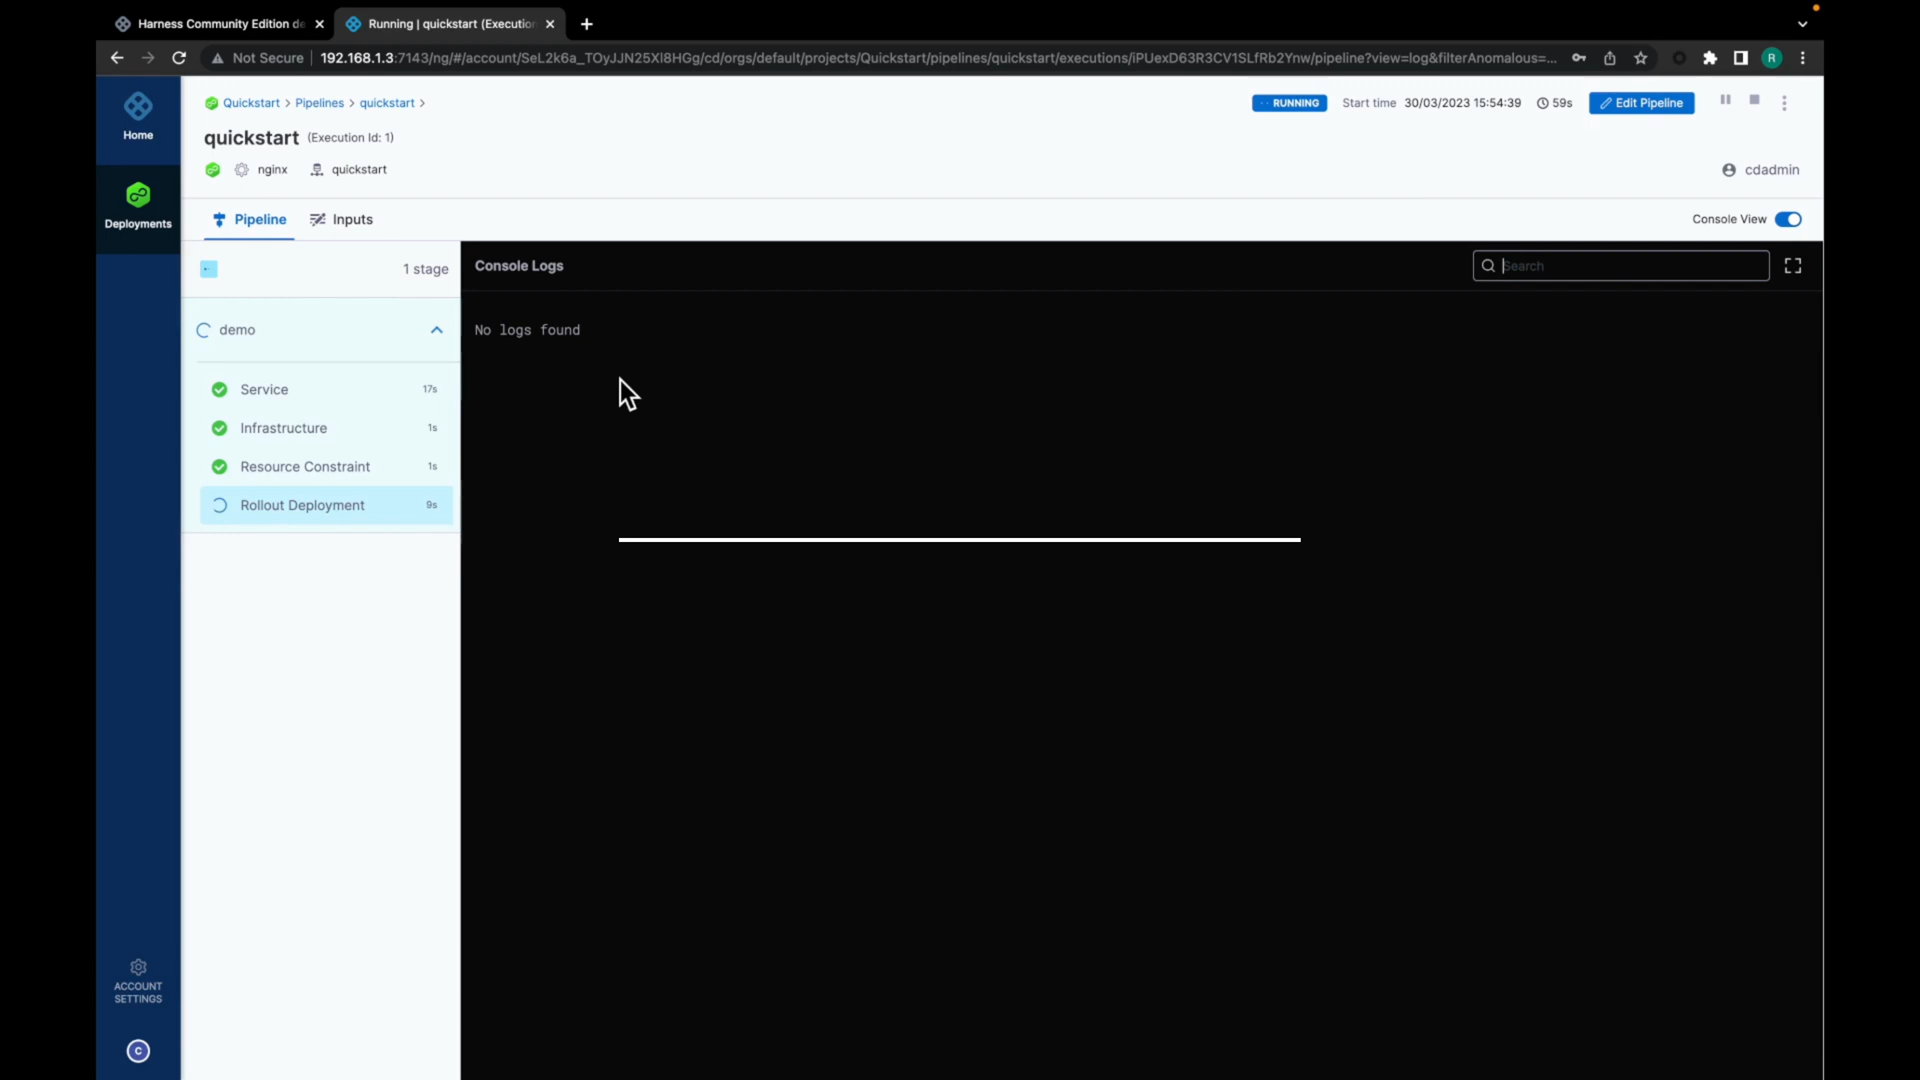 Harness Community Edition de
Running | quickstart (Execution
Not Secure
192.168.1.3:7143/ng/#/account/SeL2k6a_TOyJJN25Xl8HGg/cd/orgs/default/projects/Quickstart/pipelines/quickstart/executions/iPUexD63R3CV1SLfRb2Ynw/pipeline?view=log&filterAnomalous=...
R
Home
Deployments
ACCOUNT
SETTINGS
C
Quickstart > Pipelines > quickstart >
RUNNING
Start time 30/03/2023 15:54:39
59s
Edit Pipeline
quickstart (Execution Id: 1)
nginx
quickstart
cdadmin
Pipeline
Inputs
Console View
1 stage
demo
Service 17s
Infrastructure 1s
Resource Constraint 1s
Rollout Deployment 9s
Console Logs
Search
No logs found